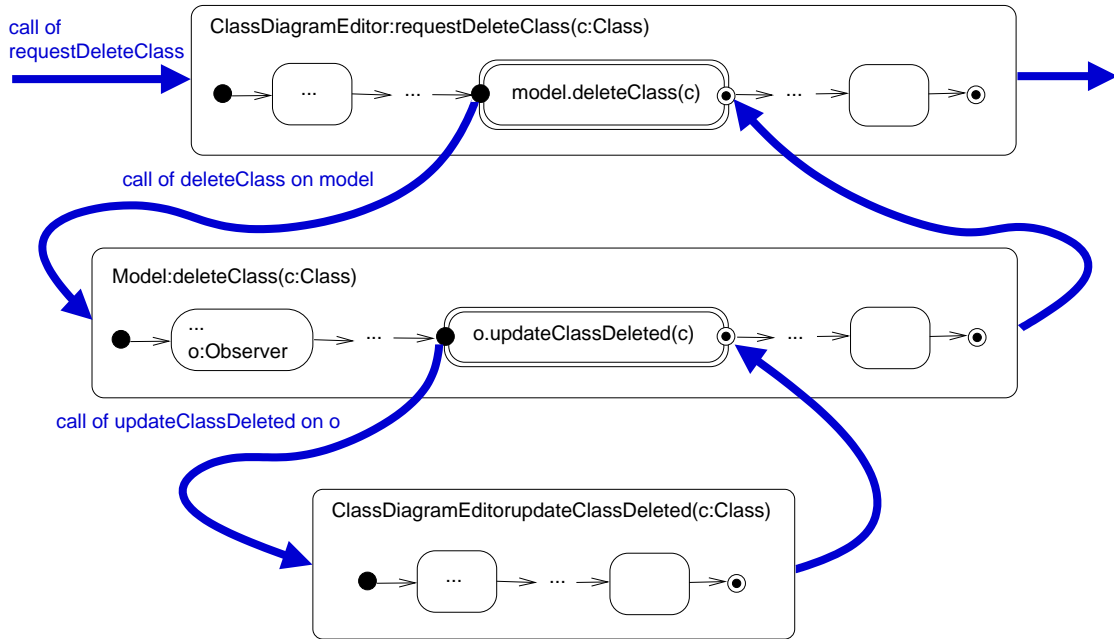 call of
requestDeleteClass
ClassDiagramEditor:requestDeleteClass(c:Class)
...
...
model.deleteClass(c)
...
call of deleteClass on model
Model:deleteClass(c:Class)
...
o:Observer
...
o.updateClassDeleted(c)
...
call of updateClassDeleted on o
ClassDiagramEditorupdateClassDeleted(c:Class)
...
...